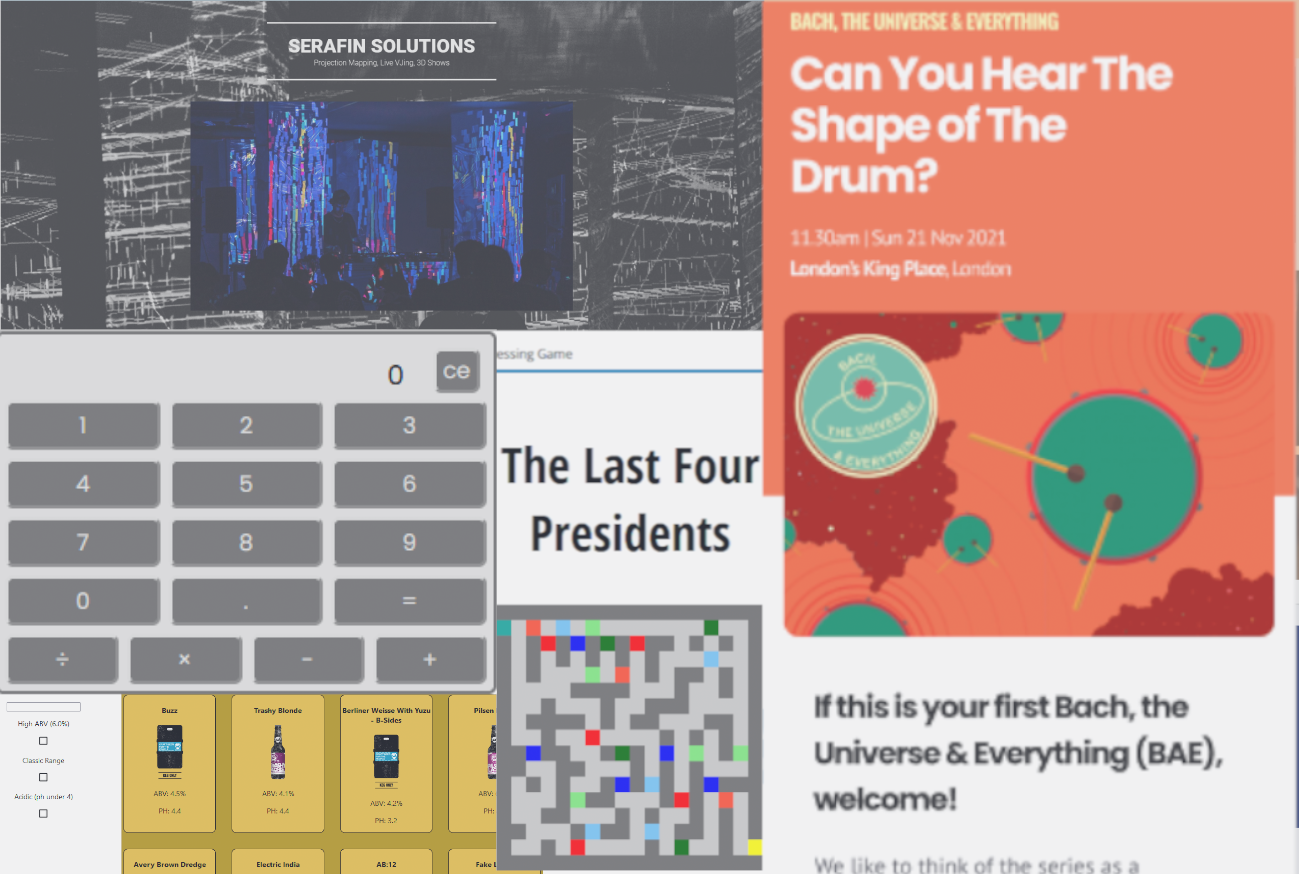 SERAFIN SOLUTIONS
Projection Mapping, Live VJing, 3D Shows
BACH, THE UNIVERSE & EVERYTHING
Can You Hear The
Shape of The
Drum?
11.30am | Sun 21 Nov 2021
London's King Place, London
BACH,
THE UNIVERSE
& EVERYTHING
If this is your first Bach, the
Universe & Everything (BAE),
welcome!
We like to think of the series as a
0 ce
1 2 3
4 5 6
7 8 9
0 . =
÷ × − +
essing Game
The Last Four
Presidents
High ABV (6.0%)
Classic Range
Acidic (ph under 4)
Buzz
ABV: 4.5%
PH: 4.4
Trashy Blonde
ABV: 4.1%
PH: 4.4
Berliner Weisse With Yuzu
- B-Sides
ABV: 4.2%
PH: 3.2
Pilsen
ABV:
PH:
Avery Brown Dredge
Electric India
AB:12
Fake L